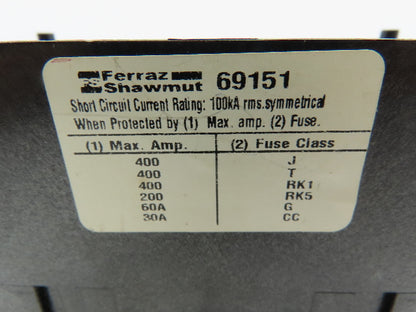 Ferraz
Shawmut 69151
Short Circuit Current Rating: 100kA rms.symmetrical
When Protected by (1) Max. amp. (2) Fuse.
(1) Max. Amp. (2) Fuse Class
400 J
400 T
400 RK1
200 RK5
60A G
30A CC